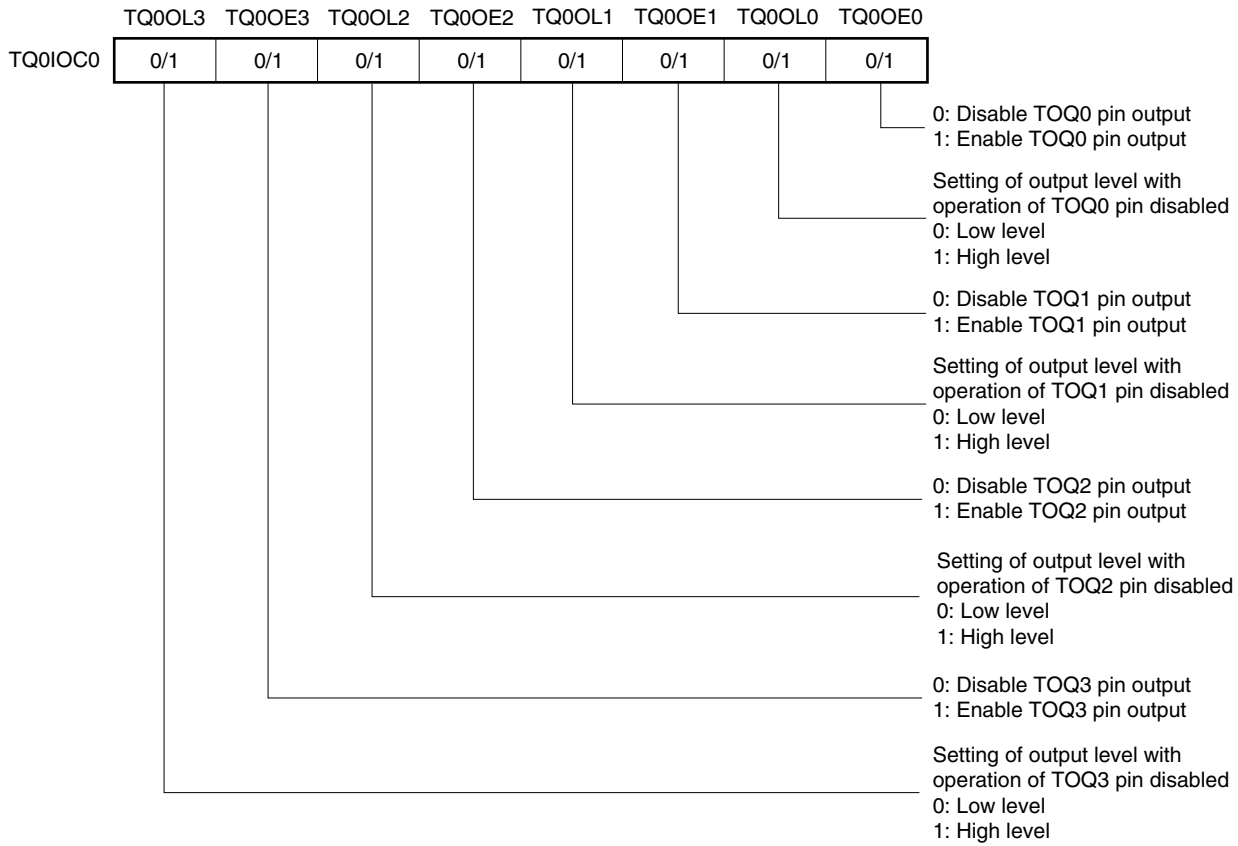 TQ0OL3 TQ0OE3 TQ0OL2 TQ0OE2 TQ0OL1 TQ0OE1 TQ0OL0 TQ0OE0
TQ0IOC0 0/1 0/1 0/1 0/1 0/1 0/1 0/1 0/1
0: Disable TOQ0 pin output
1: Enable TOQ0 pin output
Setting of output level with
operation of TOQ0 pin disabled
0: Low level
1: High level
0: Disable TOQ1 pin output
1: Enable TOQ1 pin output
Setting of output level with
operation of TOQ1 pin disabled
0: Low level
1: High level
0: Disable TOQ2 pin output
1: Enable TOQ2 pin output
Setting of output level with
operation of TOQ2 pin disabled
0: Low level
1: High level
0: Disable TOQ3 pin output
1: Enable TOQ3 pin output
Setting of output level with
operation of TOQ3 pin disabled
0: Low level
1: High level